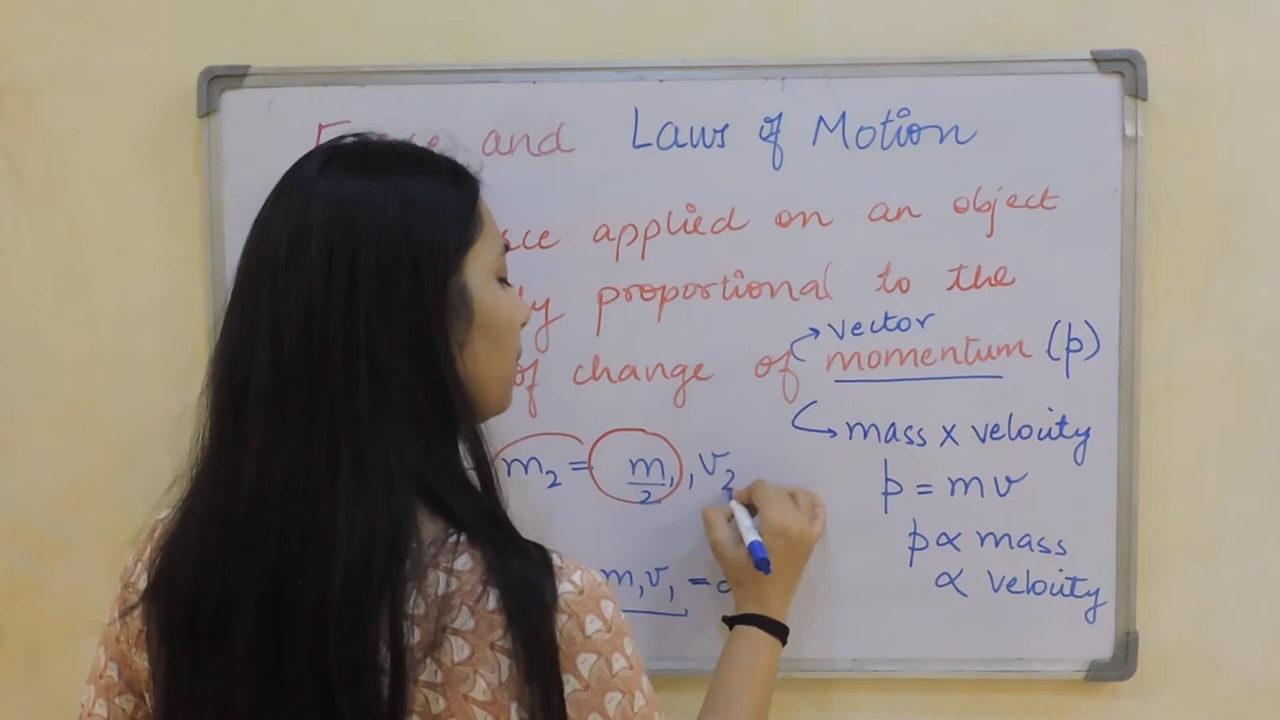 and Laws of Motion
applied on an object
proportional to the
vector
of change of momentum (p)
mass x velocity
m₂ = m₁/2, v₂
p = mv
p ∝ mass
m₁v₁ =
∝ velocity